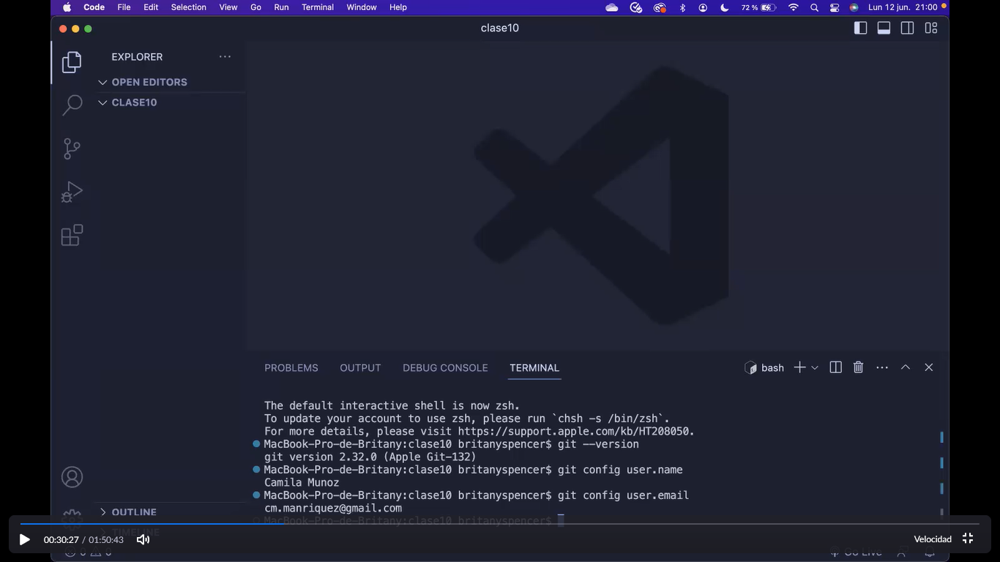 Code File Edit Selection View Go Run Terminal Window Help 72 % Lun 12 jun. 21:00
clase10
EXPLORER
OPEN EDITORS
CLASE10
PROBLEMS OUTPUT DEBUG CONSOLE TERMINAL bash
The default interactive shell is now zsh.
To update your account to use zsh, please run `chsh -s /bin/zsh`.
For more details, please visit https://support.apple.com/kb/HT208050.
MacBook-Pro-de-Britany:clase10 britanyspencer$ git --version
git version 2.32.0 (Apple Git-132)
MacBook-Pro-de-Britany:clase10 britanyspencer$ git config user.name
Camila Munoz
MacBook-Pro-de-Britany:clase10 britanyspencer$ git config user.email
cm.manriquez@gmail.com
MacBook-Pro-de-Britany:clase10 britanyspencer$
OUTLINE
TIMELINE
00:30:27 / 01:50:43 Velocidad
0 0 Go Live